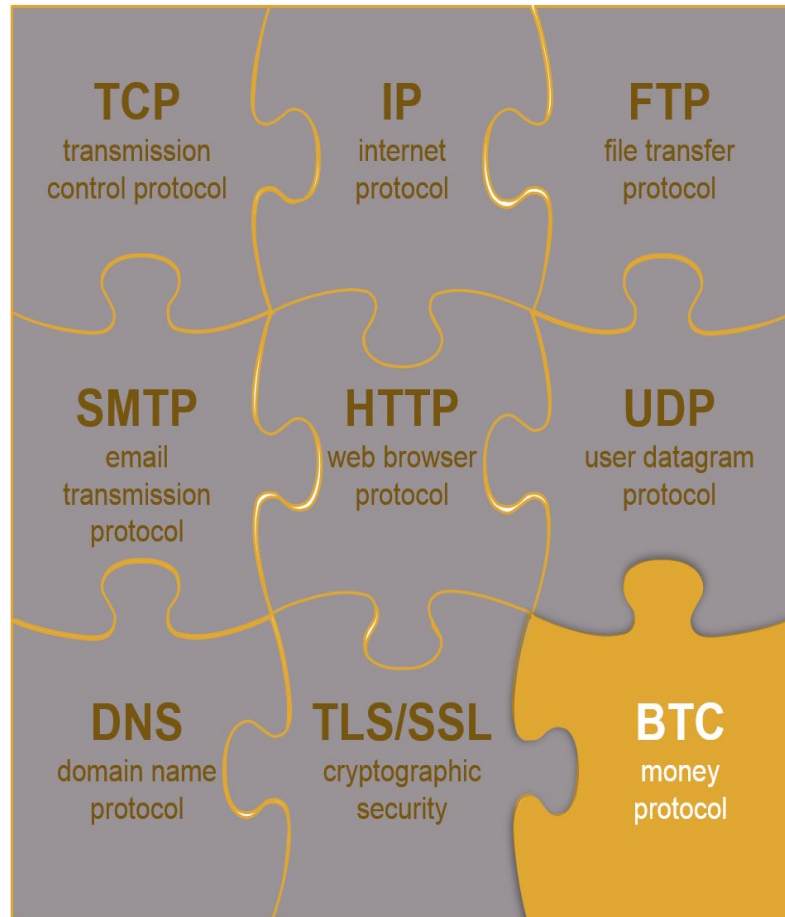 TCP
transmission
control protocol
IP
internet
protocol
FTP
file transfer
protocol
SMTP
email
transmission
protocol
HTTP
web browser
protocol
UDP
user datagram
protocol
DNS
domain name
protocol
TLS/SSL
cryptographic
security
BTC
money
protocol